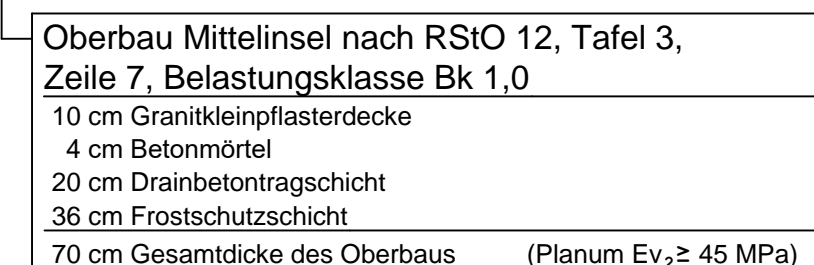 Oberbau Mittelinsel nach RStO 12, Tafel 3,
Zeile 7, Belastungsklasse Bk 1,0
10 cm Granitkleinpflasterdecke
4 cm Betonmörtel
20 cm Drainbetontragschicht
36 cm Frostschutzschicht
70 cm Gesamtdicke des Oberbaus (Planum Ev₂≥ 45 MPa)